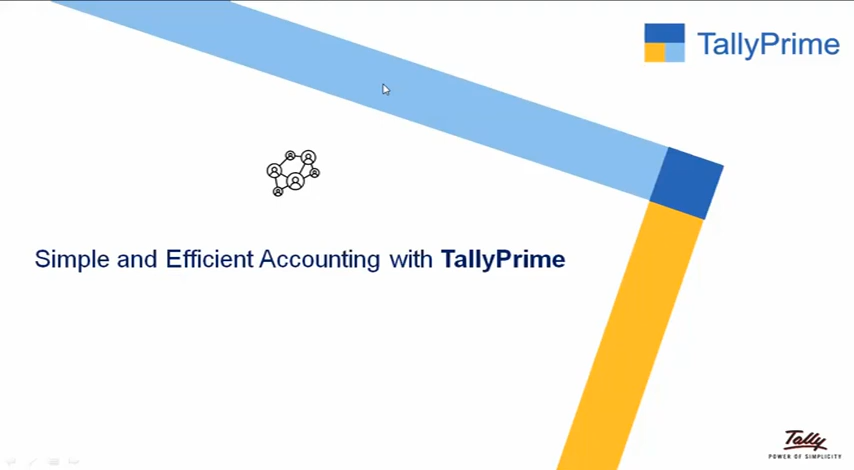 TallyPrime
Simple and Efficient Accounting with TallyPrime
Tally
POWER OF SIMPLICITY